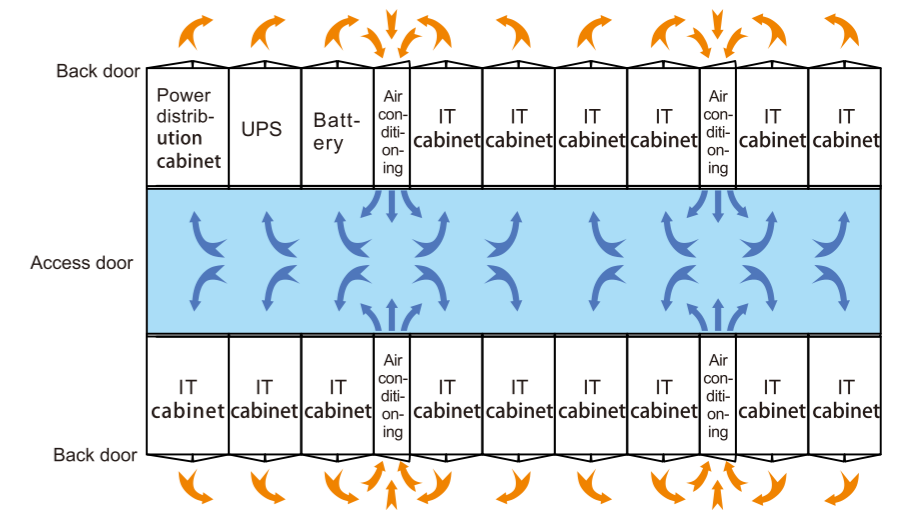 Back door
Power
distrib-
ution
cabinet
UPS
Batt-
ery
Air
con-
diti-
on-
ing
IT
cabinet
IT
cabinet
IT
cabinet
IT
cabinet
Air
con-
diti-
on-
ing
IT
cabinet
IT
cabinet
Access door
IT
cabinet
IT
cabinet
IT
cabinet
Air
con-
diti-
on-
ing
IT
cabinet
IT
cabinet
IT
cabinet
IT
cabinet
Air
con-
diti-
on-
ing
IT
cabinet
IT
cabinet
Back door